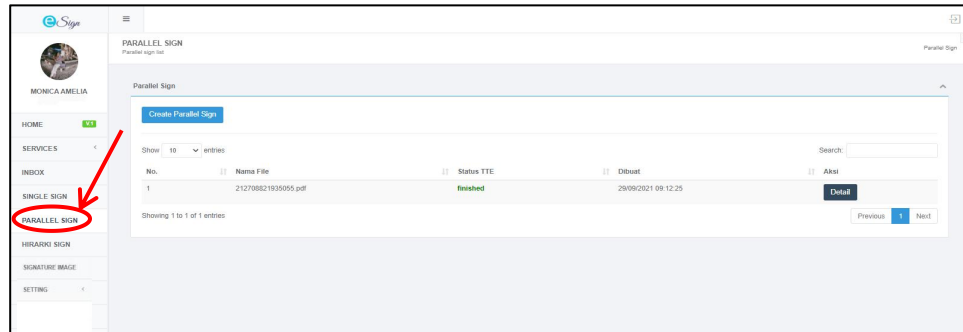 eSign
PARALLEL SIGN
Parallel sign list
Parallel Sign
MONICA AMELIA
HOME V.1
SERVICES
INBOX
SINGLE SIGN
PARALLEL SIGN
HIRARKI SIGN
SIGNATURE IMAGE
SETTING
Parallel Sign
Create Parallel Sign
Show 10 entries
Search:
No. Nama File Status TTE Dibuat Aksi
1 212708821935055.pdf finished 29/09/2021 09:12:25 Detail
Showing 1 to 1 of 1 entries
Previous 1 Next